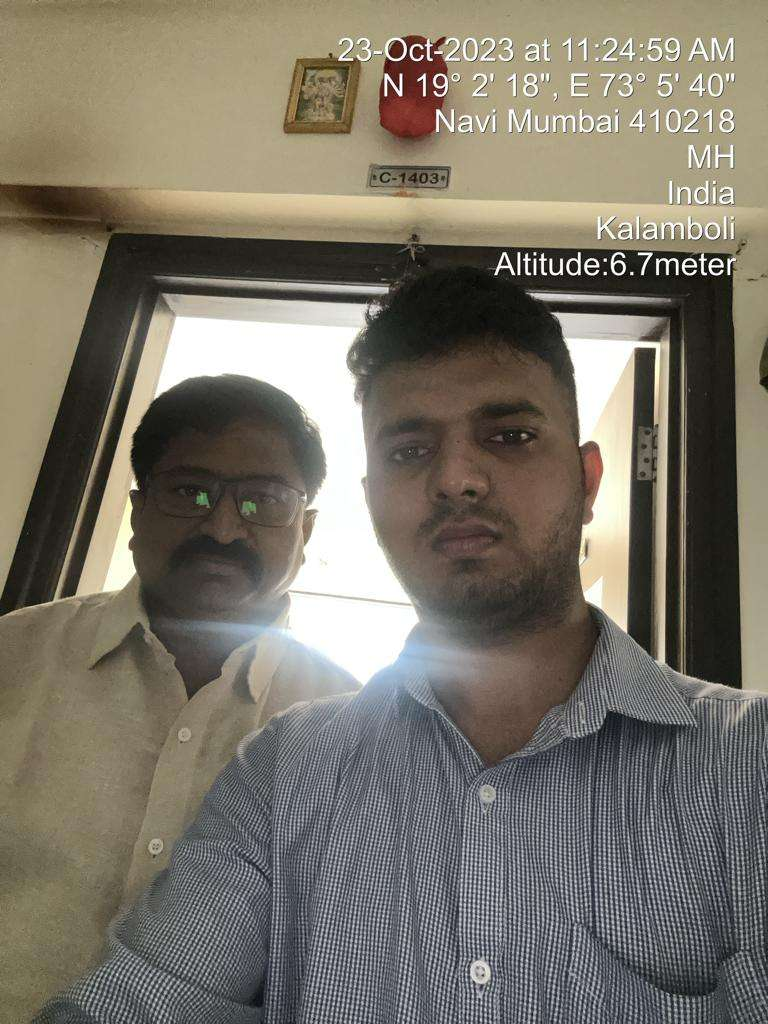 23-Oct-2023 at 11:24:59 AM
N 19° 2' 18", E 73° 5' 40"
Navi Mumbai 410218
MH
India
Kalamboli
Altitude:6.7meter
C-1403